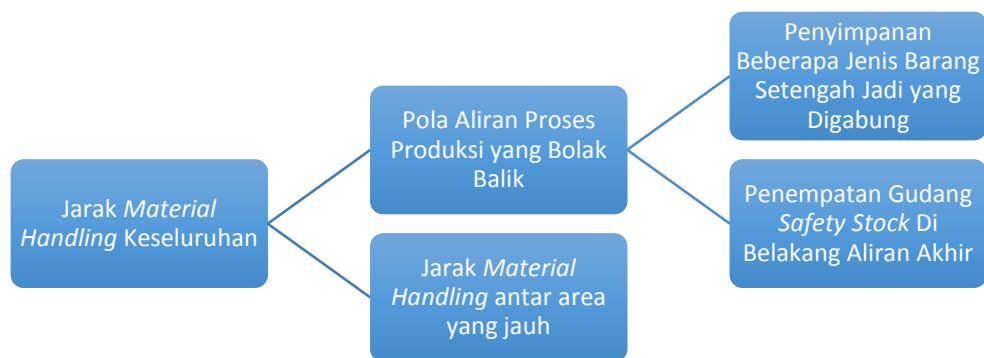 Jarak Material
Handling Keseluruhan
Pola Aliran Proses
Produksi yang Bolak
Balik
Penyimpanan
Beberapa Jenis Barang
Setengah Jadi yang
Digabung
Penempatan Gudang
Safety Stock Di
Belakang Aliran Akhir
Jarak Material
Handling antar area
yang jauh